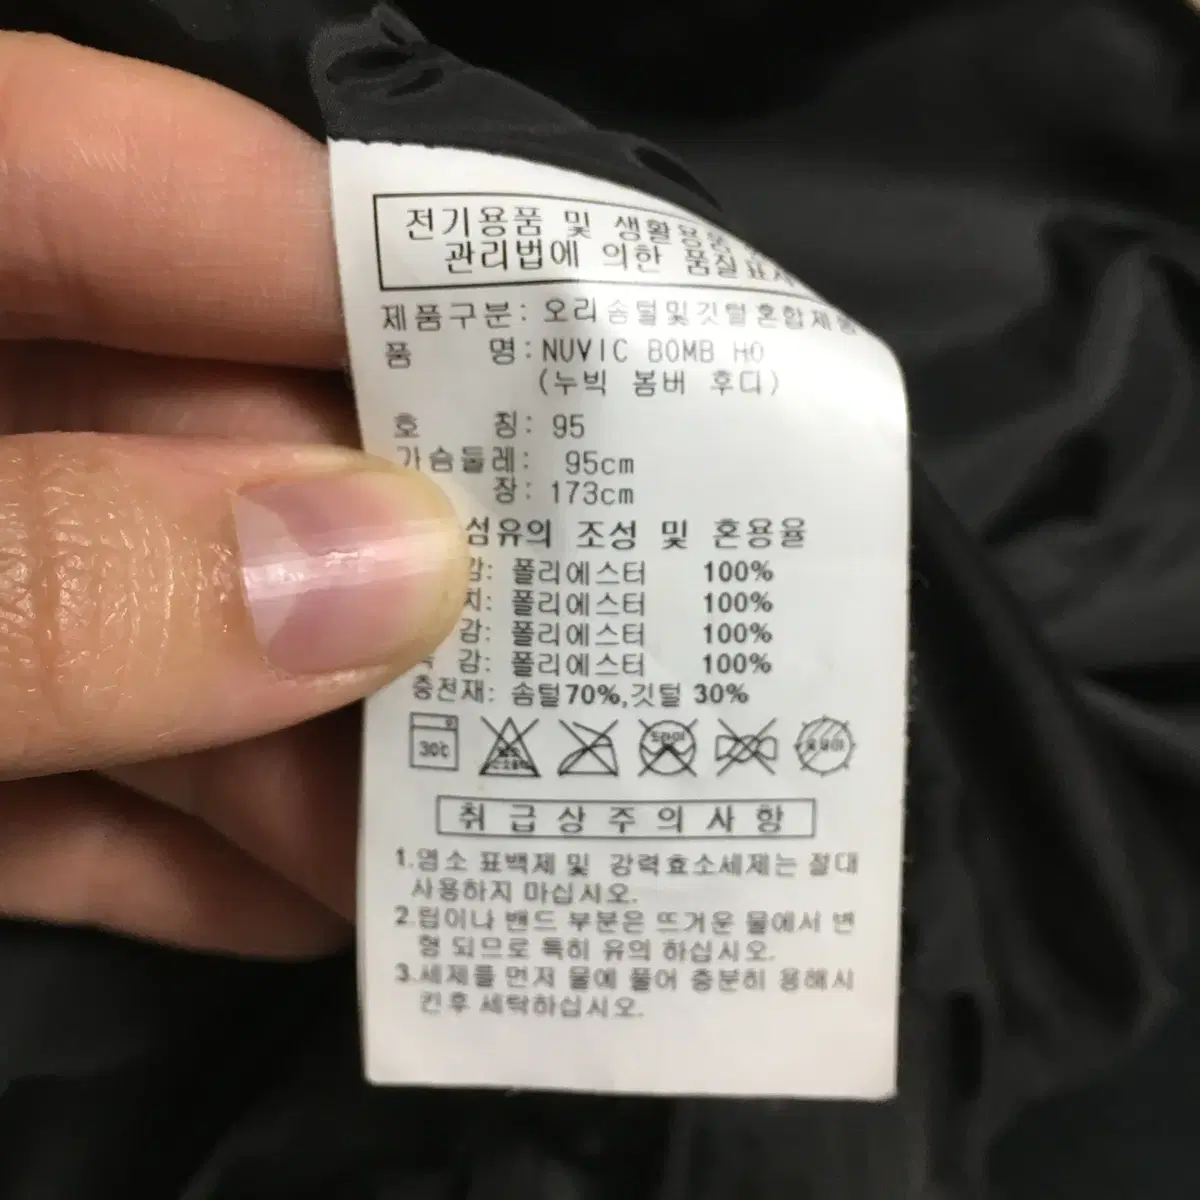 전기용품 및 생활용품
관리법에 의한 품질표시
제품구분: 오리솜털및깃털혼합제품
품 명: NUVIC BOMB HO
(누빅 봄버 후디)
호 칭: 95
가슴둘레: 95cm
장: 173cm
섬유의 조성 및 혼용율
감: 폴리에스터 100%
치: 폴리에스터 100%
감: 폴리에스터 100%
감: 폴리에스터 100%
충전재: 솜털70%,깃털 30%
30℃ 드라이
취급상주의사항
1.염소 표백제 및 강력효소세제는 절대
사용하지 마십시오.
2.립이나 밴드 부분은 뜨거운 물에서 변
형 되므로 특히 유의 하십시오.
3.세제를 먼저 물에 풀어 충분히 용해시
킨후 세탁하십시오.